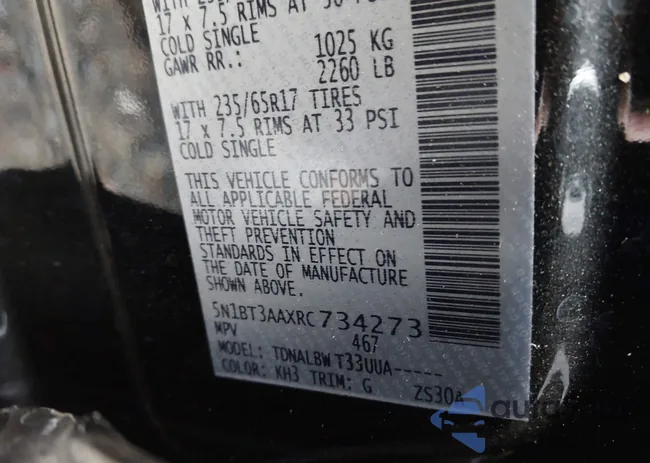 17 x 7.5 RIMS AT
COLD SINGLE
GAWR RR.: 1025 KG
2260 LB
WITH 235/65R17 TIRES
17 x 7.5 RIMS AT 33 PSI
COLD SINGLE
THIS VEHICLE CONFORMS TO
ALL APPLICABLE FEDERAL
MOTOR VEHICLE SAFETY AND
THEFT PREVENTION
STANDARDS IN EFFECT ON
THE DATE OF MANUFACTURE
SHOWN ABOVE.
5N1BT3AAXRC734273
MPV 467
MODEL: TDNALBW T33UUA-----
COLOR: KH3 TRIM: G ZS30A